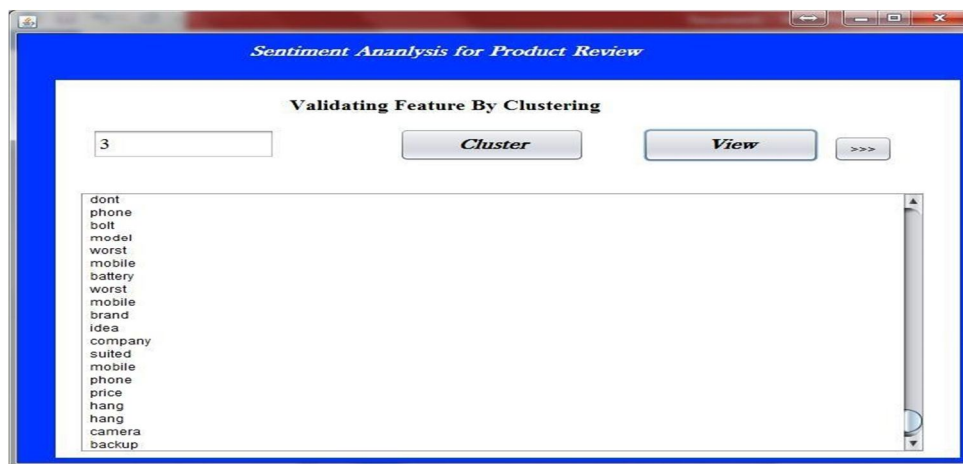 Sentiment Ananlysis for Product Review
Validating Feature By Clustering
3 Cluster View >>>
dont
phone
bolt
model
worst
mobile
battery
worst
mobile
brand
idea
company
suited
mobile
phone
price
hang
hang
camera
backup